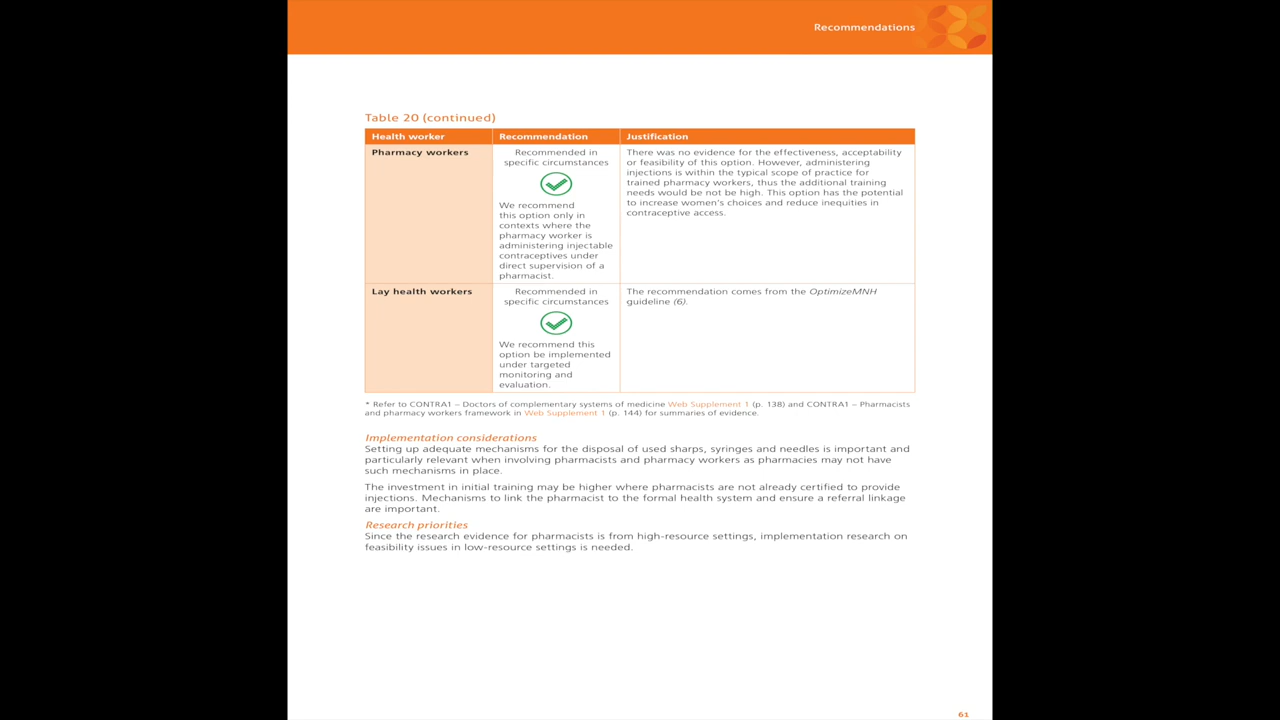 Recommendations
Table 20 (continued)
Health worker
Recommendation
Justification
Pharmacy workers
Recommended in
specific circumstances
We recommend
this option only in
contexts where the
pharmacy worker is
administering injectable
contraceptives under
direct supervision of a
pharmacist.
There was no evidence for the effectiveness, acceptability
or feasibility of this option. However, administering
injections is within the typical scope of practice for
trained pharmacy workers, thus the additional training
needs would be not be high. This option has the potential
to increase women's choices and reduce inequities in
contraceptive access.
Lay health workers
Recommended in
specific circumstances
We recommend this
option be implemented
under targeted
monitoring and
evaluation.
The recommendation comes from the OptimizeMNH
guideline (6).
* Refer to CONTRA1 – Doctors of complementary systems of medicine Web Supplement 1 (p. 138) and CONTRA1 – Pharmacists
and pharmacy workers framework in Web Supplement 1 (p. 144) for summaries of evidence.
Implementation considerations
Setting up adequate mechanisms for the disposal of used sharps, syringes and needles is important and
particularly relevant when involving pharmacists and pharmacy workers as pharmacies may not have
such mechanisms in place.
The investment in initial training may be higher where pharmacists are not already certified to provide
injections. Mechanisms to link the pharmacist to the formal health system and ensure a referral linkage
are important.
Research priorities
Since the research evidence for pharmacists is from high-resource settings, implementation research on
feasibility issues in low-resource settings is needed.
61